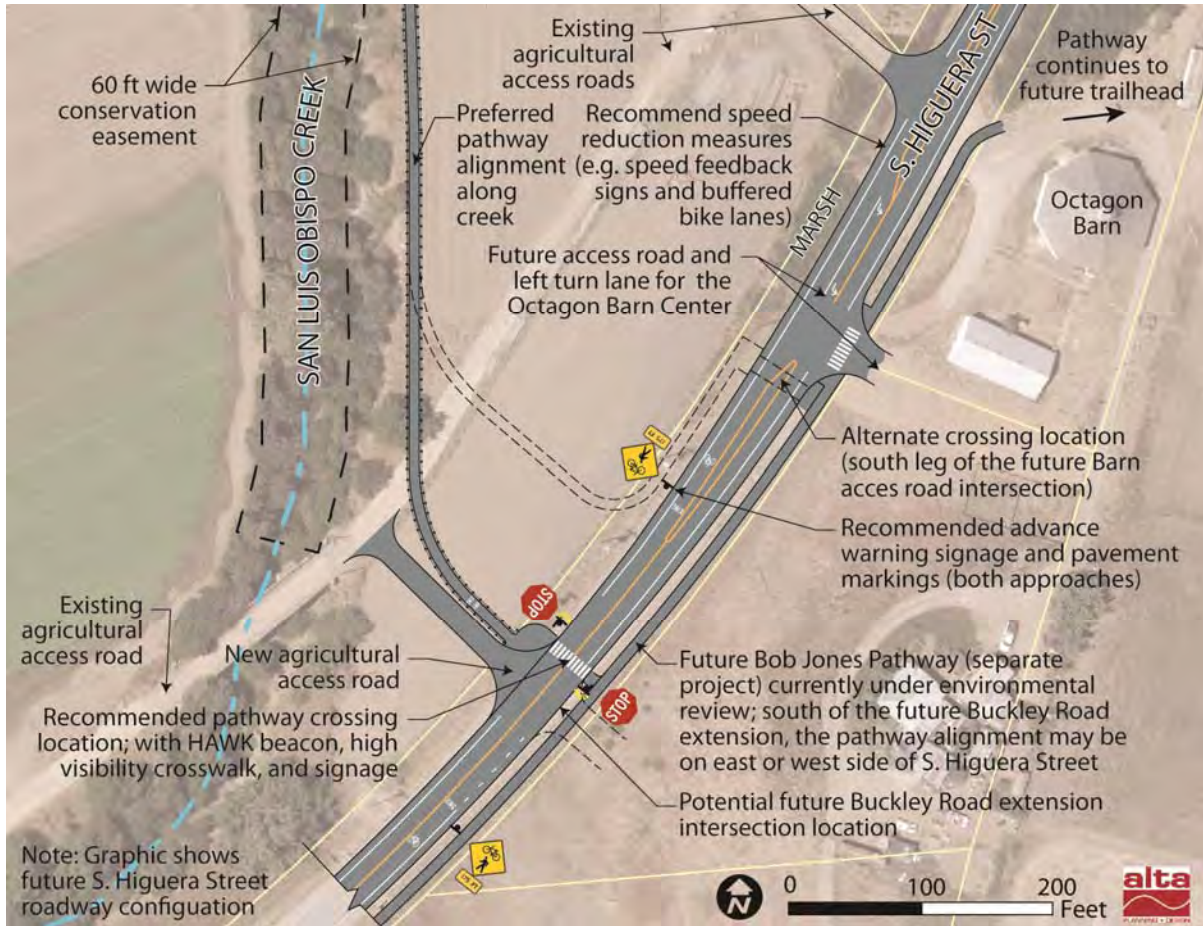 Existing
agricultural
access roads
S. HIGUERA ST
Pathway
continues to
future trailhead
60 ft wide
conservation
easement
SAN LUIS OBISPO CREEK
Preferred
pathway
alignment
along
creek
Recommend speed
reduction measures
(e.g. speed feedback
signs and buffered
bike lanes)
MARSH
Octagon
Barn
Future access road and
left turn lane for the
Octagon Barn Center
Alternate crossing location
(south leg of the future Barn
acces road intersection)
Recommended advance
warning signage and pavement
markings (both approaches)
STOP
Existing
agricultural
access road
New agricultural
access road
STOP
Recommended pathway crossing
location; with HAWK beacon, high
visibility crosswalk, and signage
Future Bob Jones Pathway (separate
project) currently under environmental
review; south of the future Buckley Road
extension, the pathway alignment may be
on east or west side of S. Higuera Street
Potential future Buckley Road extension
intersection location
Note: Graphic shows
future S. Higuera Street
roadway configuation
N
0 100 200
Feet
alta
PLANNING + DESIGN